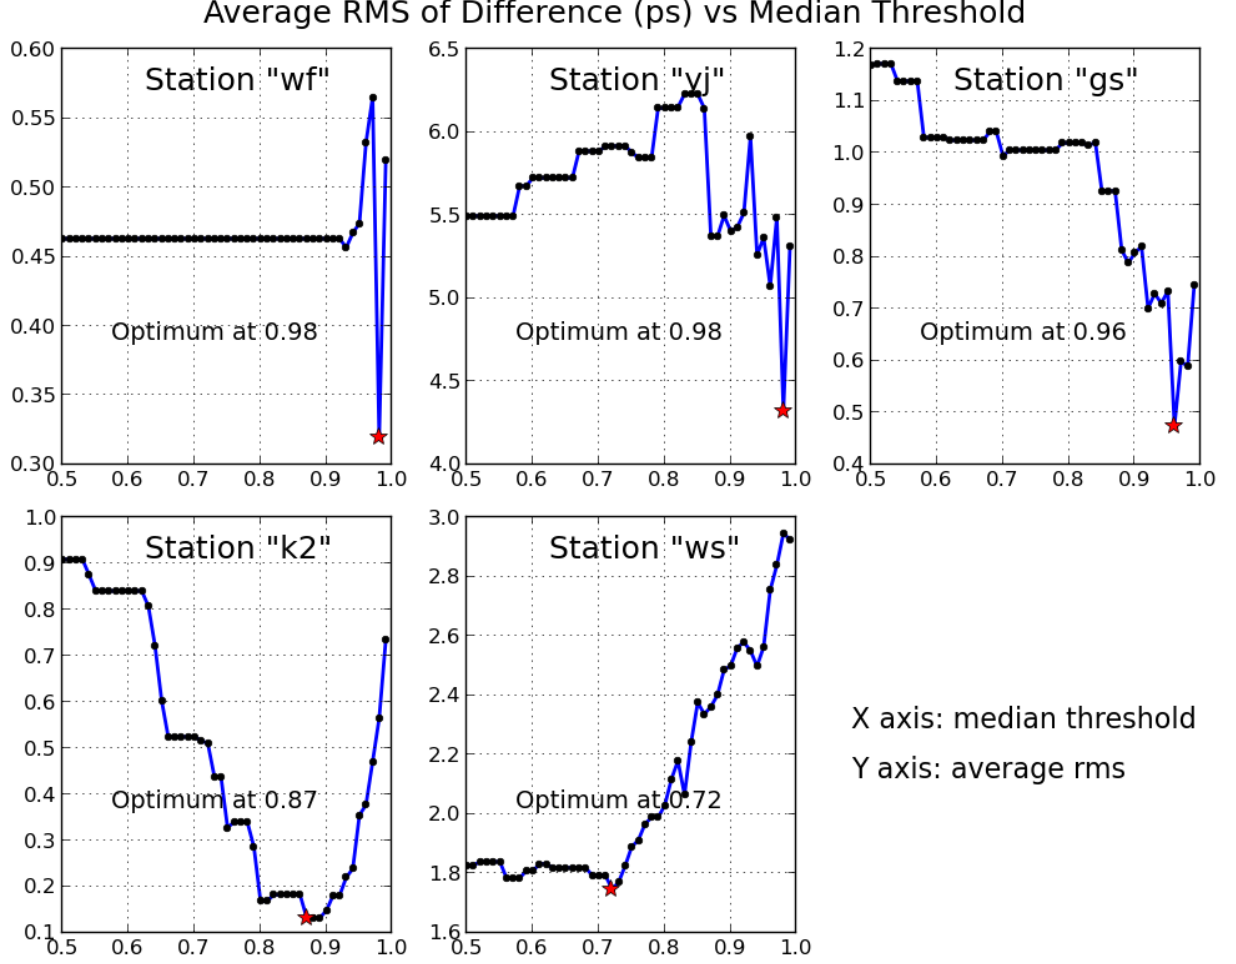 Average RMS of Difference (ps) vs Median Threshold
Station "wf"
0.60
0.55
0.50
0.45
0.40
0.35
0.30
Optimum at 0.98
0.5 0.6 0.7 0.8 0.9 1.0
Station "vj"
6.5
6.0
5.5
5.0
4.5
4.0
Optimum at 0.98
0.5 0.6 0.7 0.8 0.9 1.0
Station "gs"
1.2
1.1
1.0
0.9
0.8
0.7
0.6
0.5
0.4
Optimum at 0.96
0.5 0.6 0.7 0.8 0.9 1.0
Station "k2"
1.0
0.9
0.8
0.7
0.6
0.5
0.4
0.3
0.2
0.1
Optimum at 0.87
0.5 0.6 0.7 0.8 0.9 1.0
Station "ws"
3.0
2.8
2.6
2.4
2.2
2.0
1.8
1.6
Optimum at 0.72
0.5 0.6 0.7 0.8 0.9 1.0
X axis: median threshold
Y axis: average rms